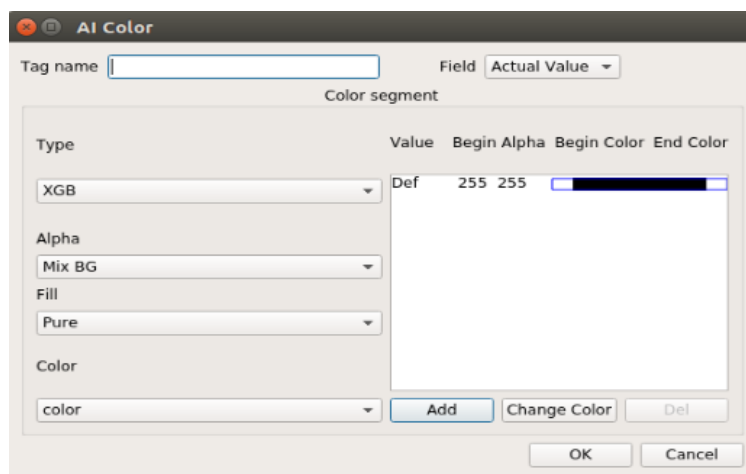 AI Color
Tag name Field Actual Value
Color segment
Type Value Begin Alpha Begin Color End Color
XGB Def 255 255
Alpha
Mix BG
Fill
Pure
Color
color Add Change Color Del
OK Cancel